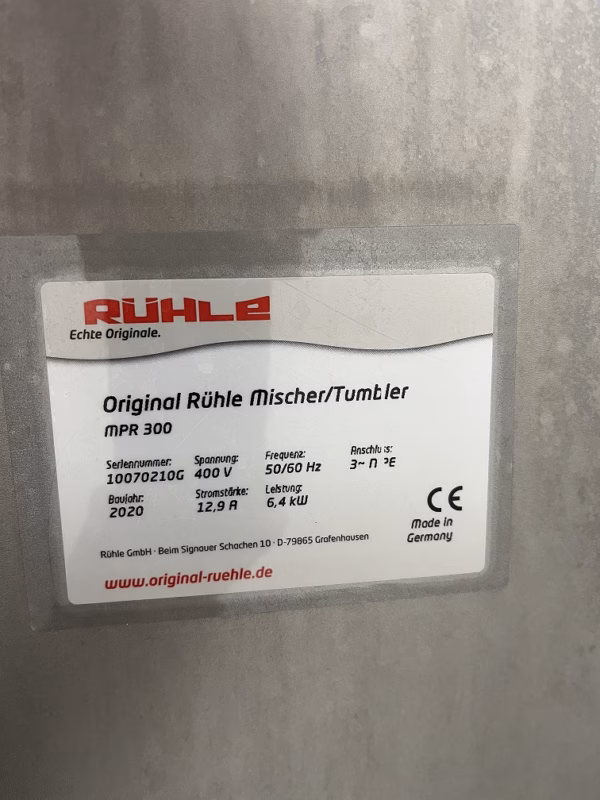 RÜHLE
Echte Originale.
Original Rühle Mischer/Tumbler
MPR 300
Seriennummer: Spannung: Frequenz:
10070210G 400 V 50/60 Hz 3~
Baujahr: Stromstärke: Leistung:
2020 12,9 A 6,4 kW
CE
Made in
Germany
Rühle GmbH · Beim Signauer Schachen 10 · D-79865 Grafenhausen
www.original-ruehle.de